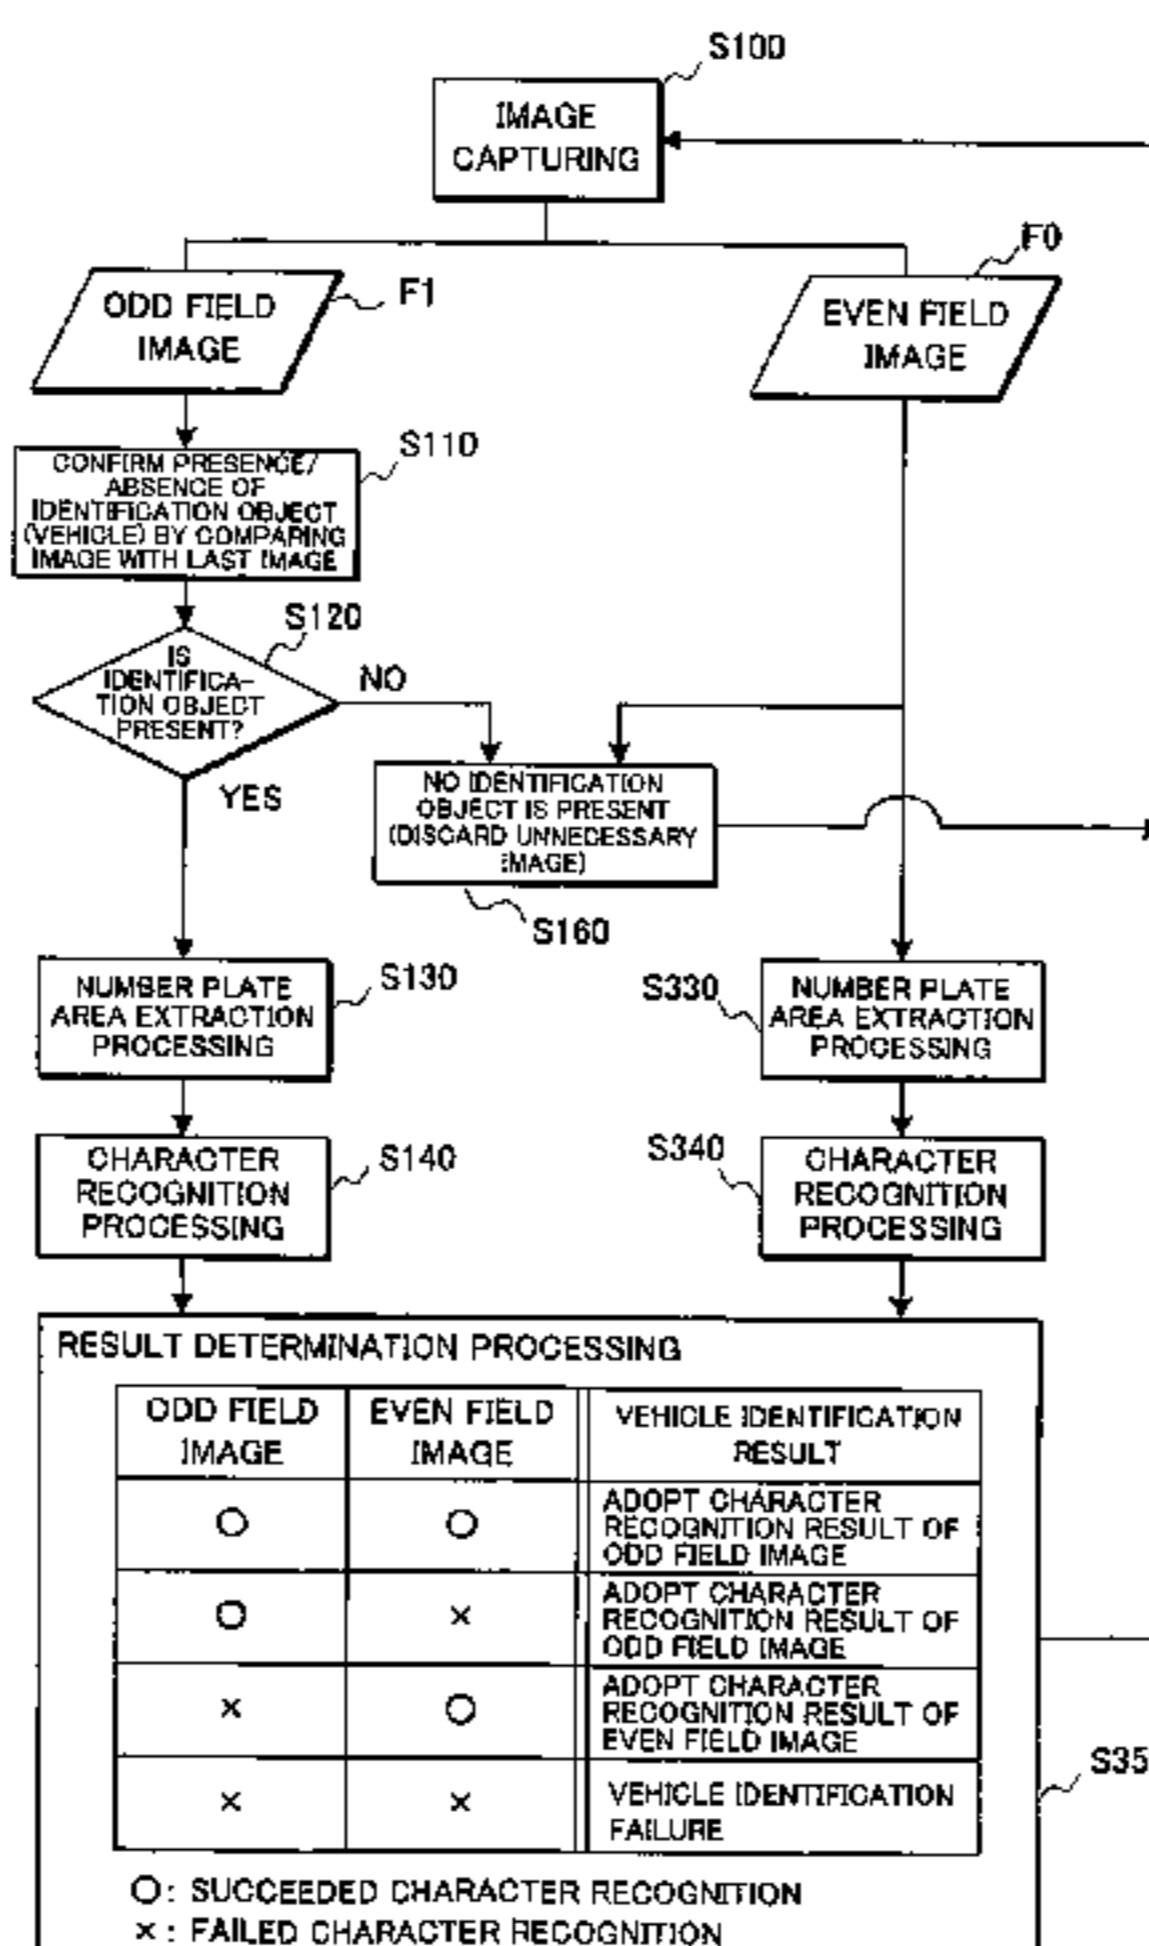 S100
IMAGE
CAPTURING
F0
F1
ODD FIELD
IMAGE
EVEN FIELD
IMAGE
S110
CONFIRM PRESENCE/
ABSENCE OF
IDENTIFICATION OBJECT
(VEHICLE) BY COMPARING
IMAGE WITH LAST IMAGE
S120
IS
IDENTIFICA-
TION OBJECT
PRESENT?
NO
YES
NO IDENTIFICATION
OBJECT IS PRESENT
(DISCARD UNNECESSARY
IMAGE)
S160
NUMBER PLATE
AREA EXTRACTION
PROCESSING
S130
S330
NUMBER PLATE
AREA EXTRACTION
PROCESSING
CHARACTER
RECOGNITION
PROCESSING
S140
S340
CHARACTER
RECOGNITION
PROCESSING
RESULT DETERMINATION PROCESSING
ODD FIELD
IMAGE
EVEN FIELD
IMAGE
VEHICLE IDENTIFICATION
RESULT
○ ○
ADOPT CHARACTER
RECOGNITION RESULT OF
ODD FIELD IMAGE
○ ×
ADOPT CHARACTER
RECOGNITION RESULT OF
ODD FIELD IMAGE
× ○
ADOPT CHARACTER
RECOGNITION RESULT OF
EVEN FIELD IMAGE
× ×
VEHICLE IDENTIFICATION
FAILURE
S35
○: SUCCEEDED CHARACTER RECOGNITION
×: FAILED CHARACTER RECOGNITION